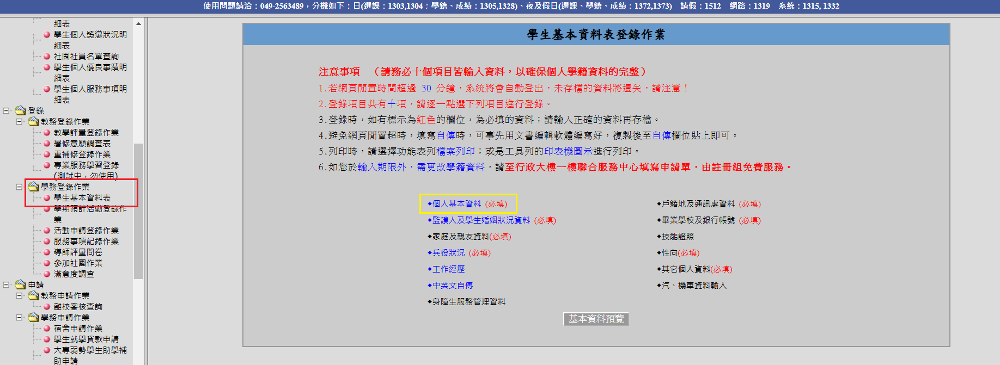 使用問題請洽：049-2563489，分機如下：日(選課：1303,1304；學籍、成績：1305,1328)、夜及假日(選課、學籍、成績：1372,1373)　請假：1512　網路：1319　系統：1315, 1332
細表
學生個人獎懲狀況明
細表
社團社員名單查詢
學生個人優良事蹟明
細表
學生個人服務事項明
細表
登錄
教務登錄作業
教學評量登錄作業
暑修意願調查表
重補修登錄作業
專業服務學習登錄
(測試中，勿使用)
學務登錄作業
學生基本資料表
學期預計活動登錄作
業
活動申請登錄作業
服務事項記錄作業
導師評量問卷
參加社團作業
滿意度調查
申請
教務申請作業
離校審核查詢
學務申請作業
宿舍申請作業
學生就學貸款申請
大專弱勢學生助學補
助申請
學生基本資料表登錄作業
注意事項　（請務必十個項目皆輸入資料，以確保個人學籍資料的完整）
1.若網頁閒置時間超過 30 分鐘，系統將會自動登出，未存檔的資料將遺失，請注意！
2.登錄項目共有十項，請逐一點選下列項目進行登錄。
3.登錄時，如有標示為紅色的欄位，為必填的資料；請輸入正確的資料再存檔。
4.避免網頁閒置超時，填寫自傳時，可事先用文書編輯軟體編寫好，複製後至自傳欄位貼上即可。
5.列印時，請選擇功能表列檔案列印；或是工具列的印表機圖示進行列印。
6.如您於輸入期限外，需更改學籍資料，請至行政大樓一樓聯合服務中心填寫申請單，由註冊組免費服務。
◆個人基本資料 (必填)
◆戶籍地及通訊處資料 (必填)
◆監護人及學生婚姻狀況資料 (必填)
◆畢業學校及銀行帳號 (必填)
◆家庭及親友資料(必填)
◆技能證照
◆兵役狀況 (必填)
◆性向(必填)
◆工作經歷
◆其它個人資料(必填)
◆中英文自傳
◆汽、機車資料輸入
◆身障生服務管理資料
基本資料預覽